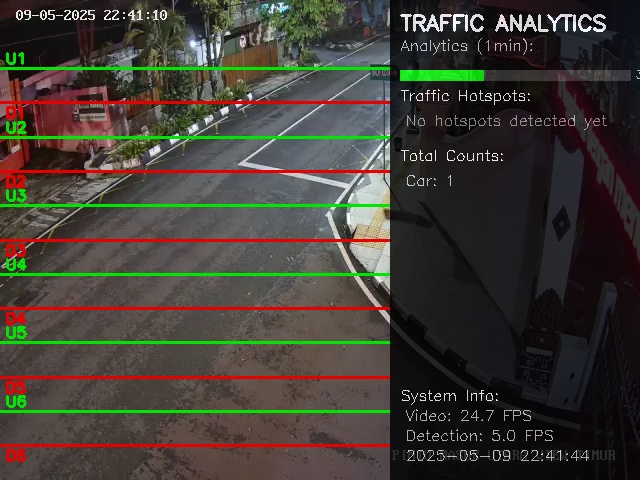 09-05-2025 22:41:10
TRAFFIC ANALYTICS
Analytics (1min):
U1
3
Traffic Hotspots:
D1
No hotspots detected yet
U2
Total Counts:
D2
Car: 1
U3
D3
U4
D4
U5
D5
System Info:
U6
Video: 24.7 FPS
Detection: 5.0 FPS
D6
2025-05-09 22:41:44